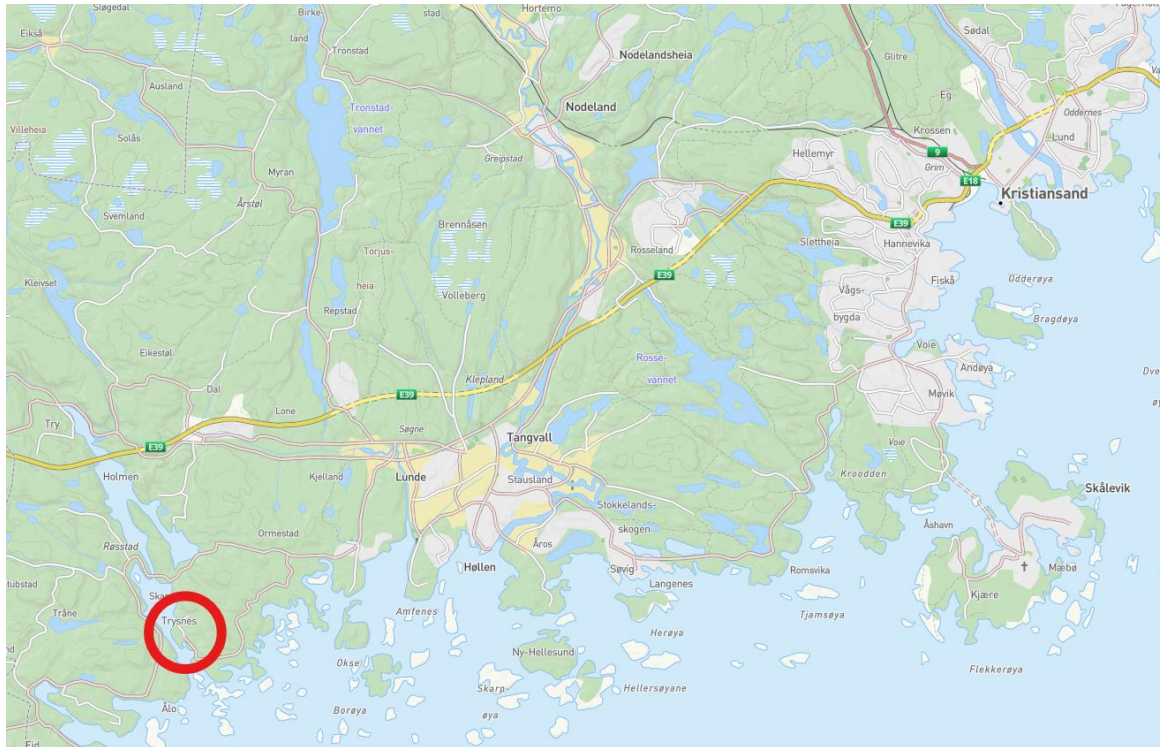 Sløgedal
Birke-
land
stad
Hortemo
Eikså
Tronstad
Nodelandsheia
Sødal
Glitre
Ausland
Eg
Oddernes
Tronstad-
vannet
Nodeland
Villeheia
Solås
Krossen
Lund
Greipstad
Hellemyr
9
Grim
Myran
E18
Årstøl
Kristiansand
Svemland
Brennåsen
E39
Rosseland
Slettheia
Hannevika
Torjus-
heia
E39
Odderøya
Kleivset
Volleberg
Vågs-
bygda
Fiskå
Repstad
Bragdøya
Eikestøl
Rosse-
vannet
Voie
Andøya
Dal
Klepland
Møvik
E39
Lone
Try
Søgne
Tangvall
E39
Voie
Holmen
Kjelland
Lunde
Stausland
Kroodden
Skålevik
Stokkelands-
skogen
Ormestad
Åshavn
Røsstad
Åros
Høllen
Søvig
Langenes
Romsvika
Mæbø
Kjære
Tråne
Trysnes
Amfenes
Tjamsøya
Herøya
Ny-Hellesund
Okse
Flekkerøya
Skarp-
øya
Hellersøyane
Borøya
Ålo